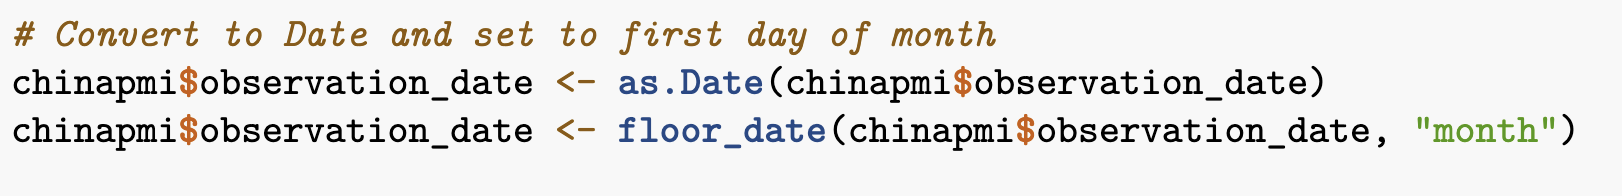 # Convert to Date and set to first day of month
chinapmi$observation_date <- as.Date(chinapmi$observation_date)
chinapmi$observation_date <- floor_date(chinapmi$observation_date, "month")